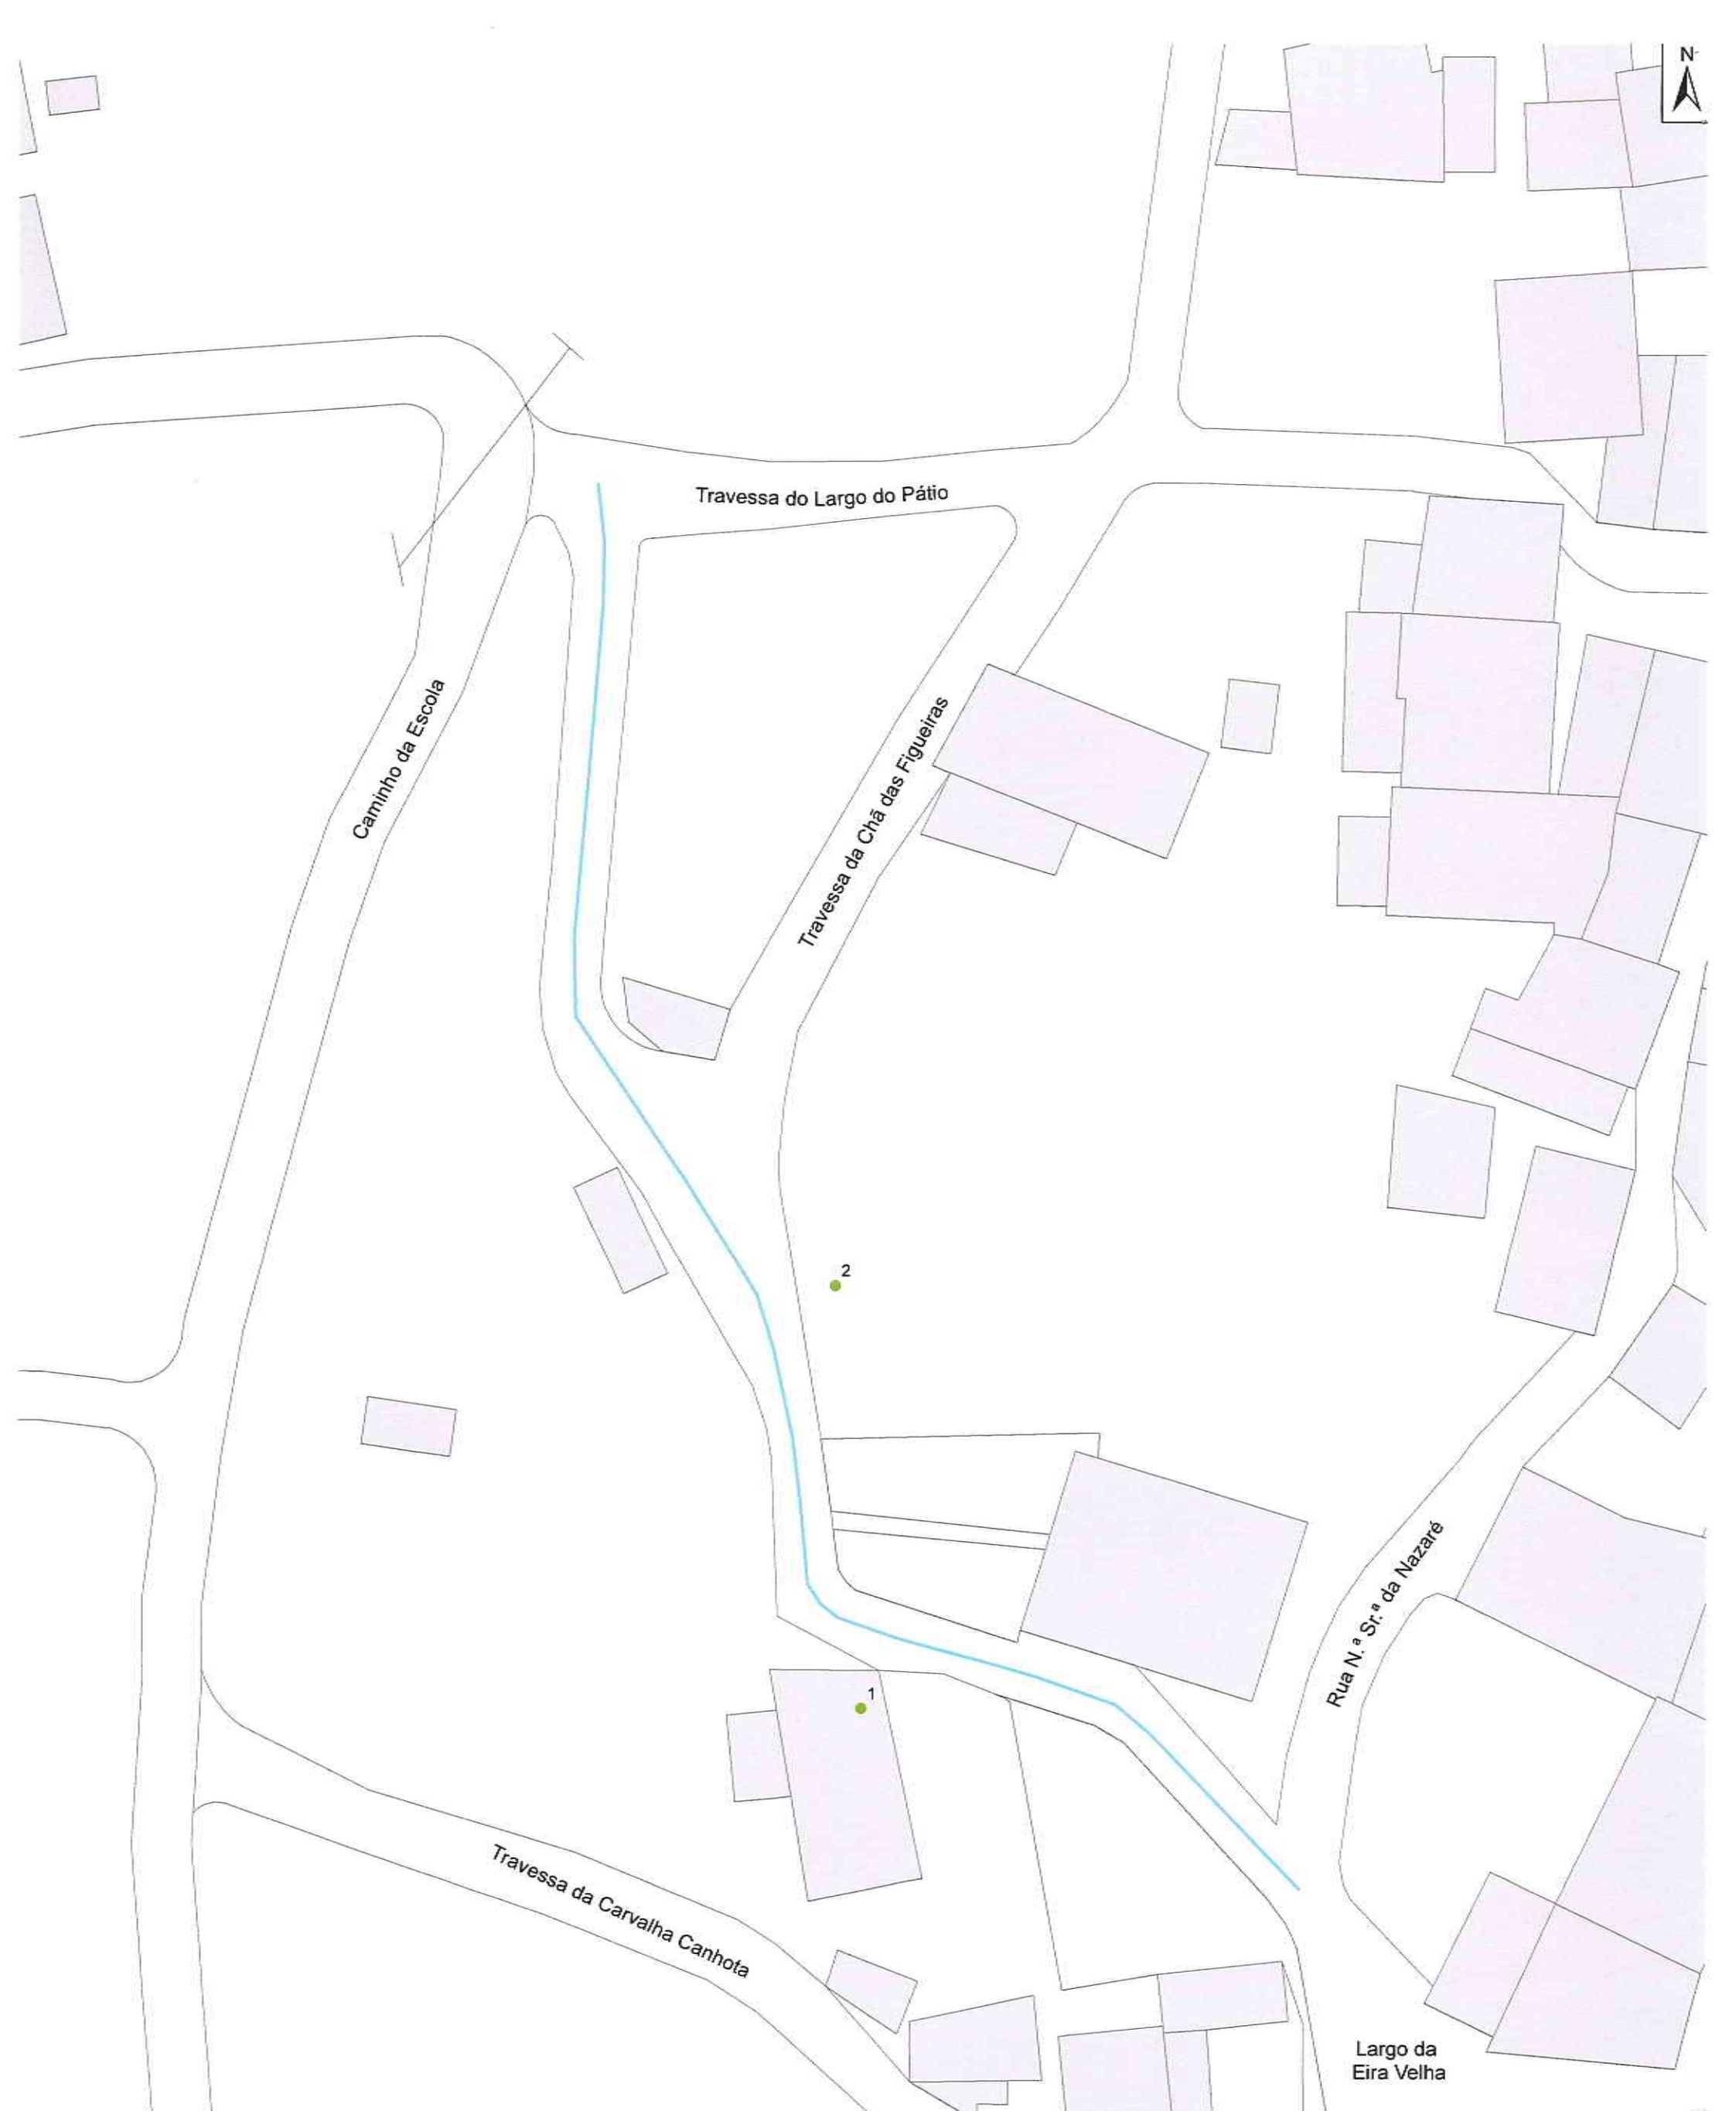 N
Travessa do Largo do Pátio
Caminho da Escola
Travessa da Chã das Figueiras
2
Rua N.ª Sr.ª da Nazaré
1
Travessa da Carvalha Canhota
Largo da
Eira Velha